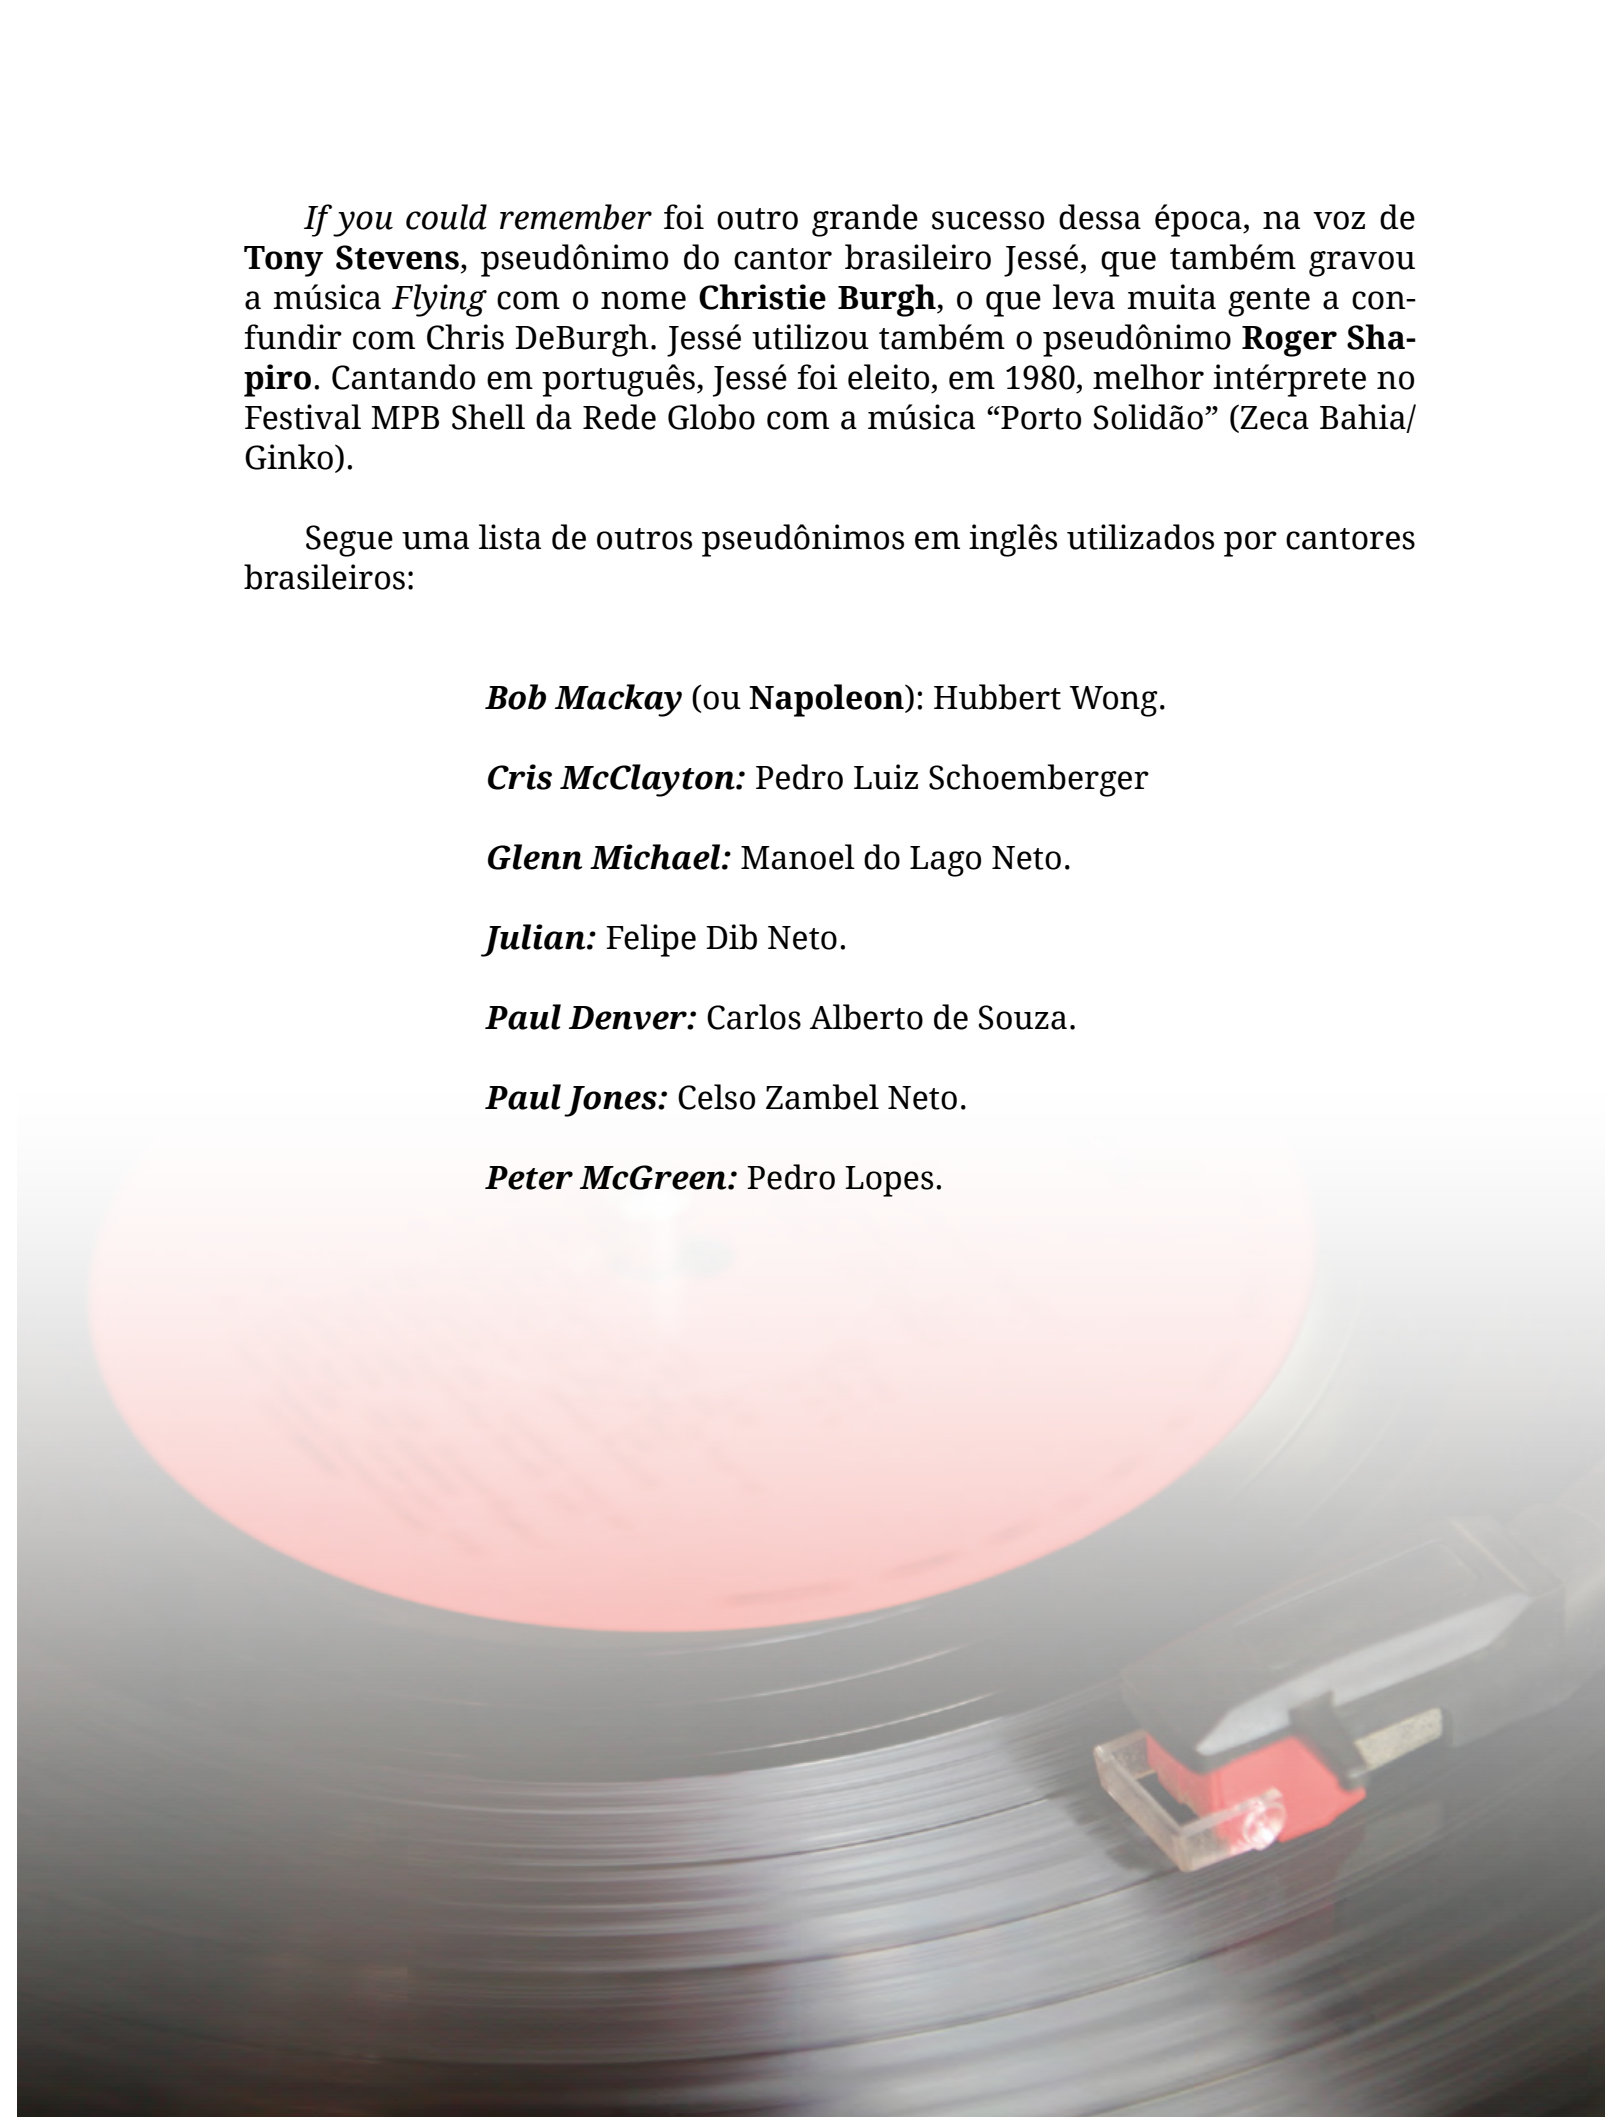 If you could remember foi outro grande sucesso dessa época, na voz de
Tony Stevens, pseudônimo do cantor brasileiro Jessé, que também gravou
a música Flying com o nome Christie Burgh, o que leva muita gente a con-
fundir com Chris DeBurgh. Jessé utilizou também o pseudônimo Roger Sha-
piro. Cantando em português, Jessé foi eleito, em 1980, melhor intérprete no
Festival MPB Shell da Rede Globo com a música “Porto Solidão” (Zeca Bahia/
Ginko).
Segue uma lista de outros pseudônimos em inglês utilizados por cantores
brasileiros:
Bob Mackay (ou Napoleon): Hubbert Wong.
Cris McClayton: Pedro Luiz Schoemberger
Glenn Michael: Manoel do Lago Neto.
Julian: Felipe Dib Neto.
Paul Denver: Carlos Alberto de Souza.
Paul Jones: Celso Zambel Neto.
Peter McGreen: Pedro Lopes.